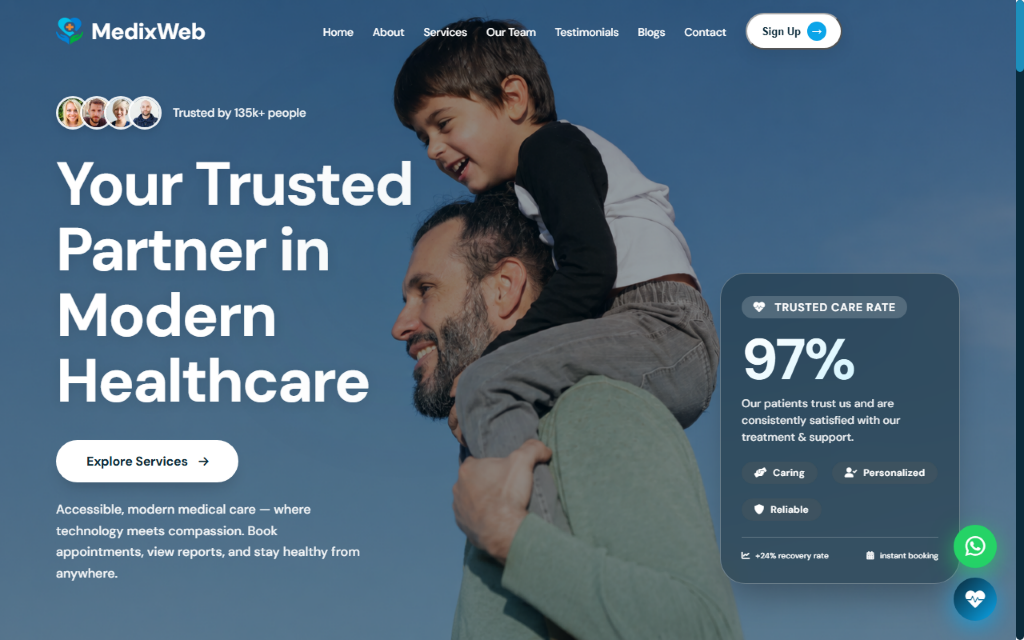 MedixWeb
Home About Services Our Team Testimonials Blogs Contact Sign Up →
Trusted by 135k+ people
Your Trusted
Partner in
Modern
Healthcare
Explore Services →
Accessible, modern medical care — where
technology meets compassion. Book
appointments, view reports, and stay healthy from
anywhere.
TRUSTED CARE RATE
97%
Our patients trust us and are
consistently satisfied with our
treatment & support.
Caring Personalized
Reliable
+24% recovery rate instant booking